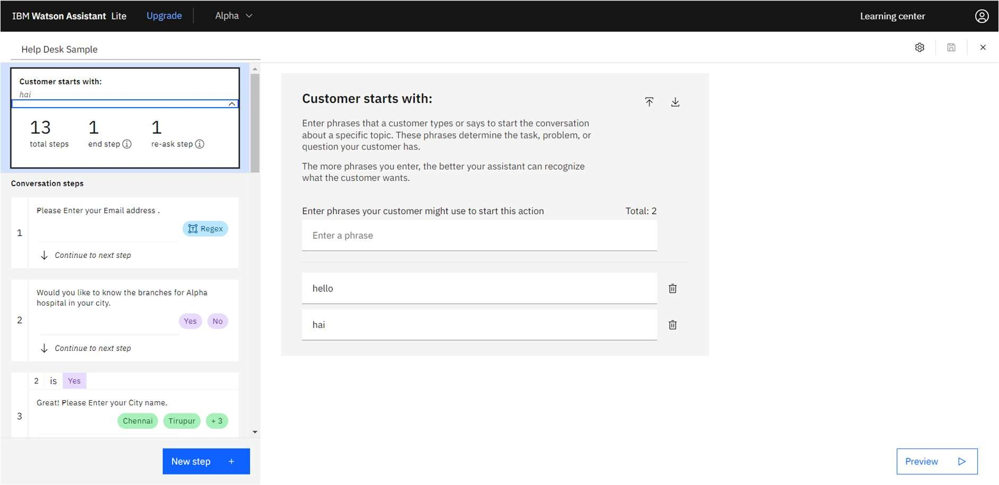 IBM Watson Assistant Lite
Upgrade
Alpha
Learning center
Help Desk Sample
Customer starts with:
hai
13
total steps
1
end step
1
re-ask step
Conversation steps
1
Please Enter your Email address .
Regex
Continue to next step
2
Would you like to know the branches for Alpha
hospital in your city.
Yes
No
Continue to next step
3
2 is Yes
Great! Please Enter your City name.
Chennai
Tirupur
+ 3
New step +
Customer starts with:
Enter phrases that a customer types or says to start the conversation
about a specific topic. These phrases determine the task, problem, or
question your customer has.
The more phrases you enter, the better your assistant can recognize
what the customer wants.
Enter phrases your customer might use to start this action
Total: 2
Enter a phrase
hello
hai
Preview